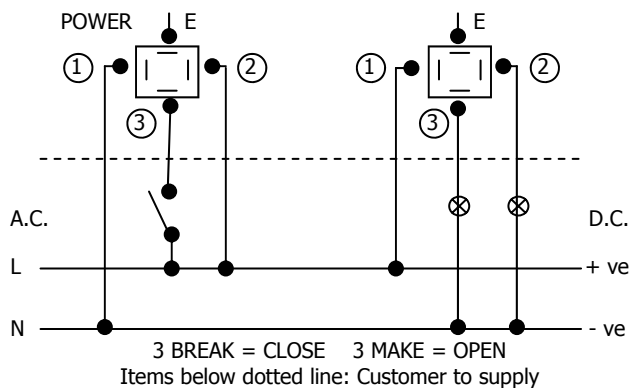 POWER E E
① ② ① ②
③ ③
A.C. D.C.
L + ve
N - ve
3 BREAK = CLOSE 3 MAKE = OPEN
Items below dotted line: Customer to supply